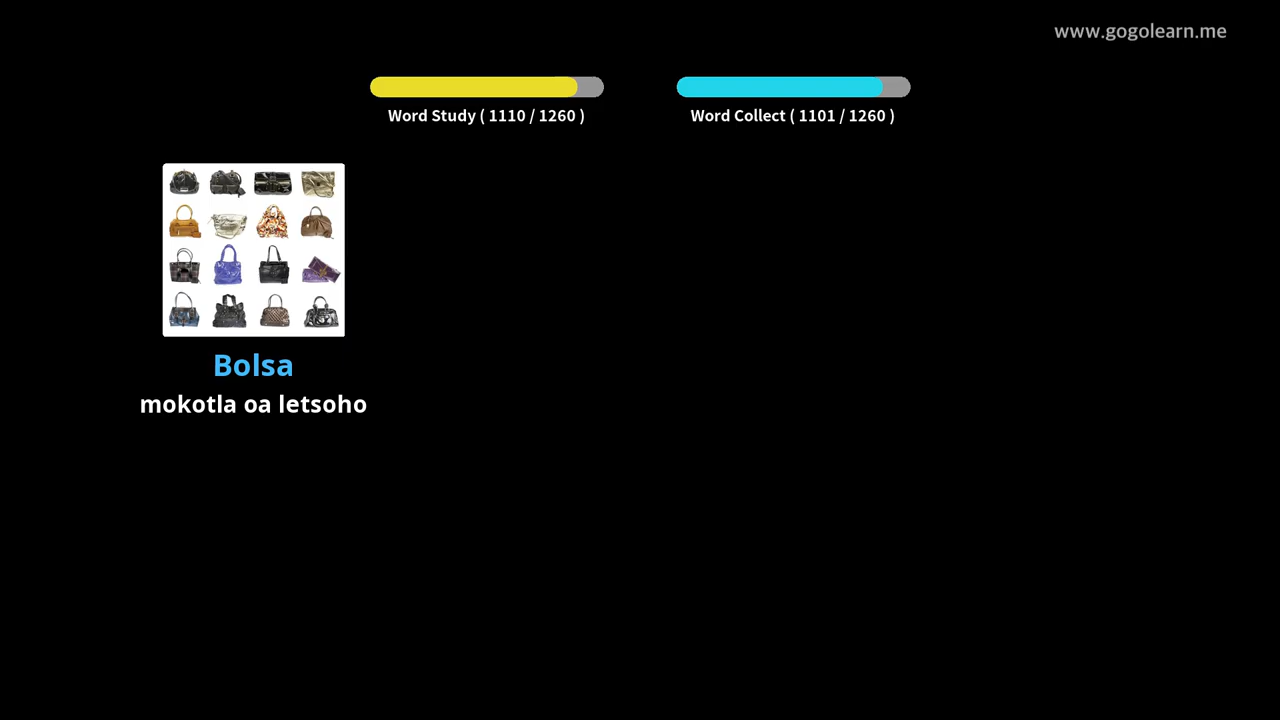 www.gogolearn.me
Word Study ( 1110 / 1260 )
Word Collect ( 1101 / 1260 )
Bolsa
mokotla oa letsoho